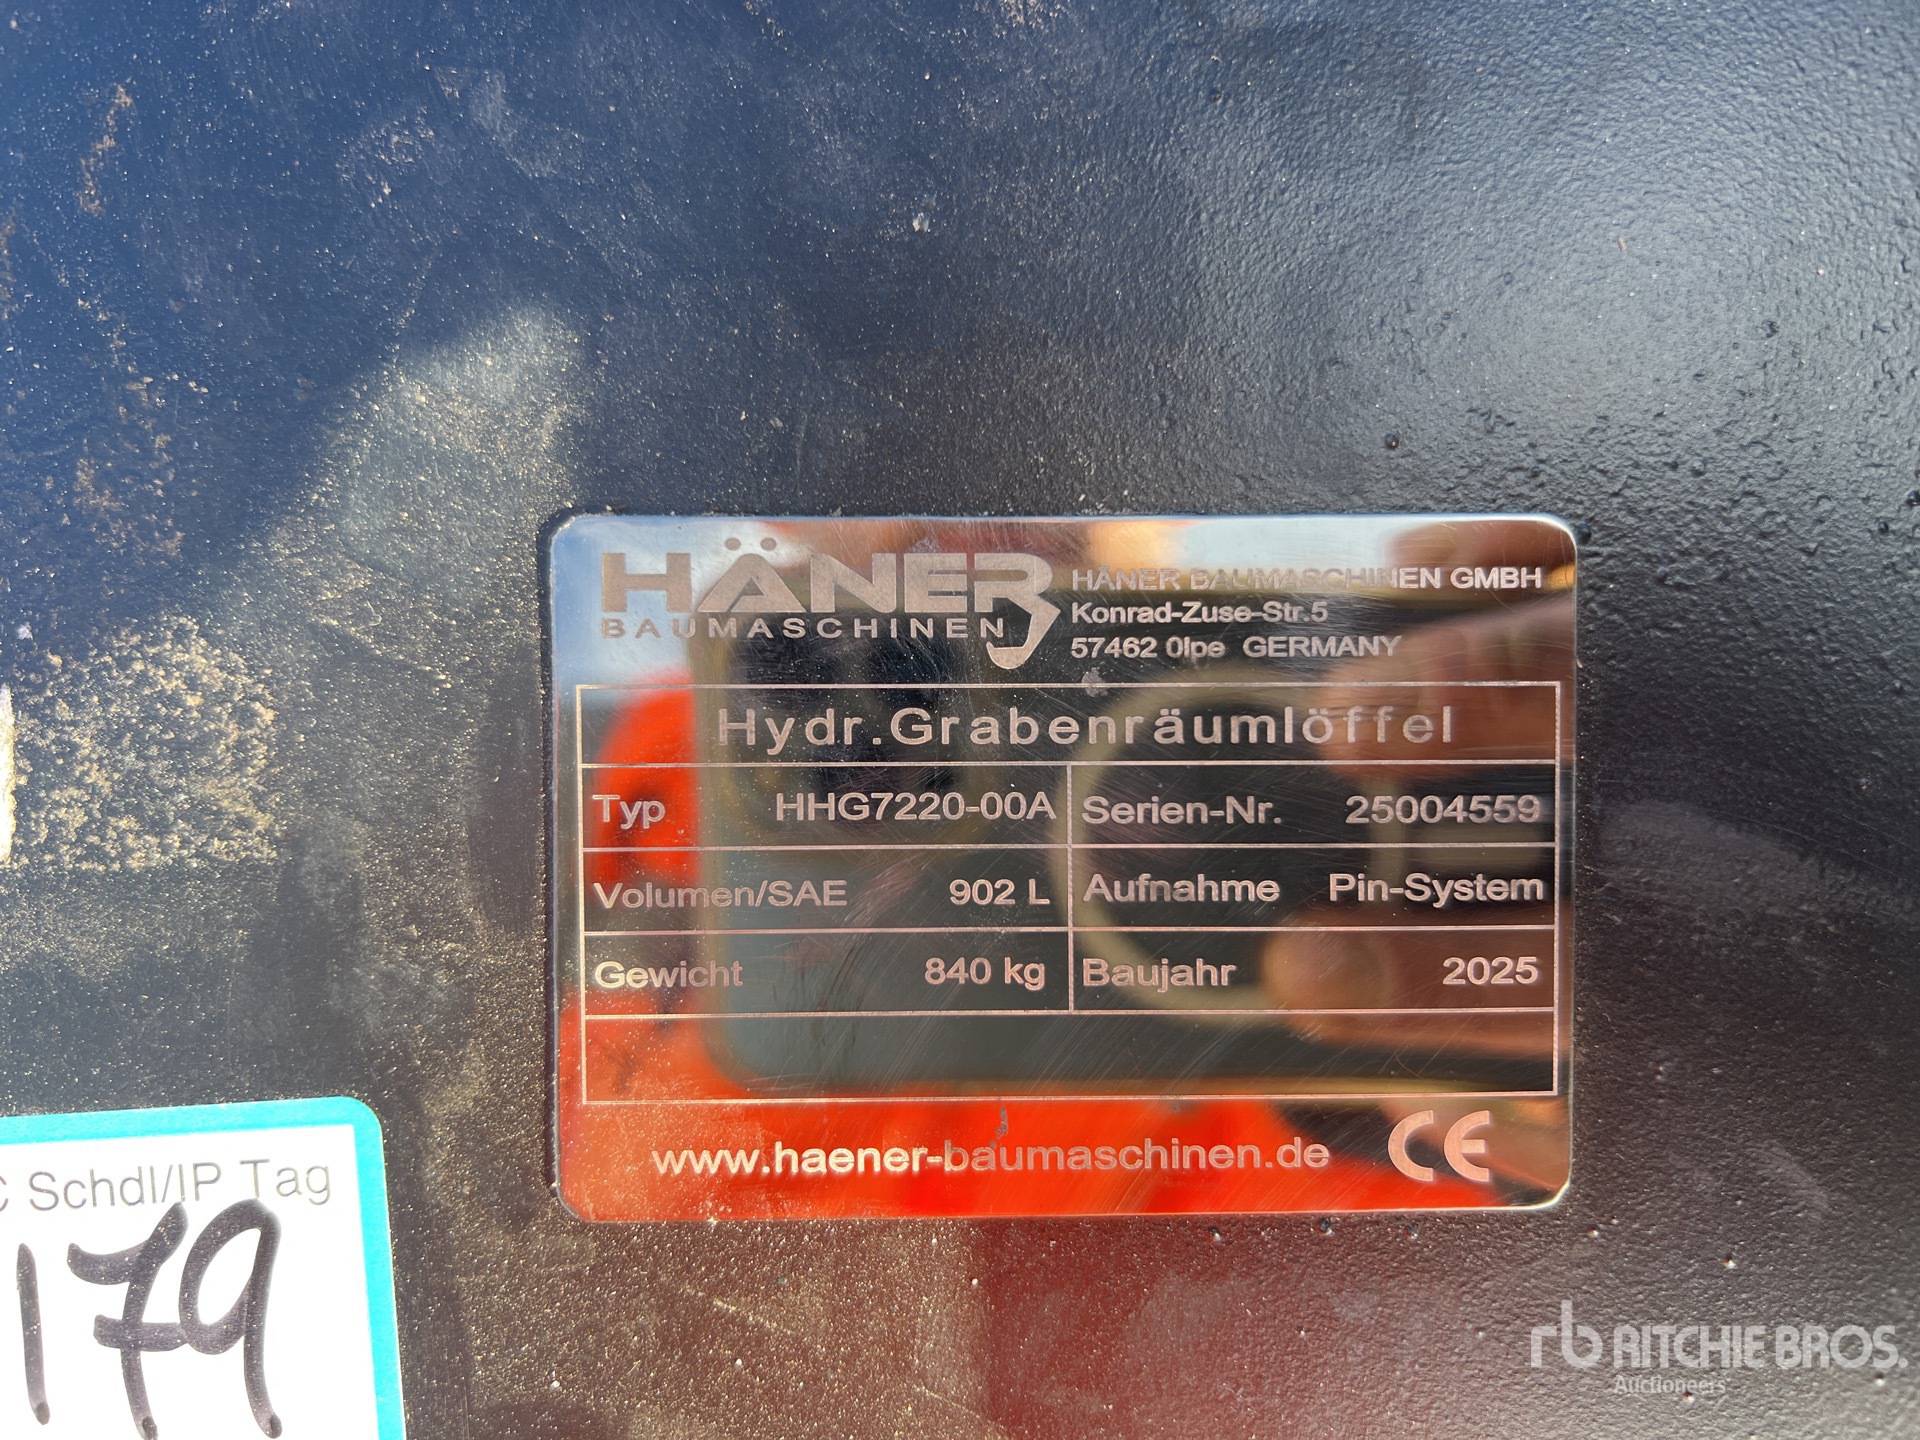 HÄNER
BAUMASCHINEN
HÄNER BAUMASCHINEN GMBH
Konrad-Zuse-Str.5
57462 Olpe GERMANY
Hydr.Grabenräumlöffel
Typ HHG7220-00A Serien-Nr. 25004559
Volumen/SAE 902 L Aufnahme Pin-System
Gewicht 840 kg Baujahr 2025
www.haener-baumaschinen.de CE
C Schdl/IP Tag
179
rb RITCHIE BROS.
Auctioneers